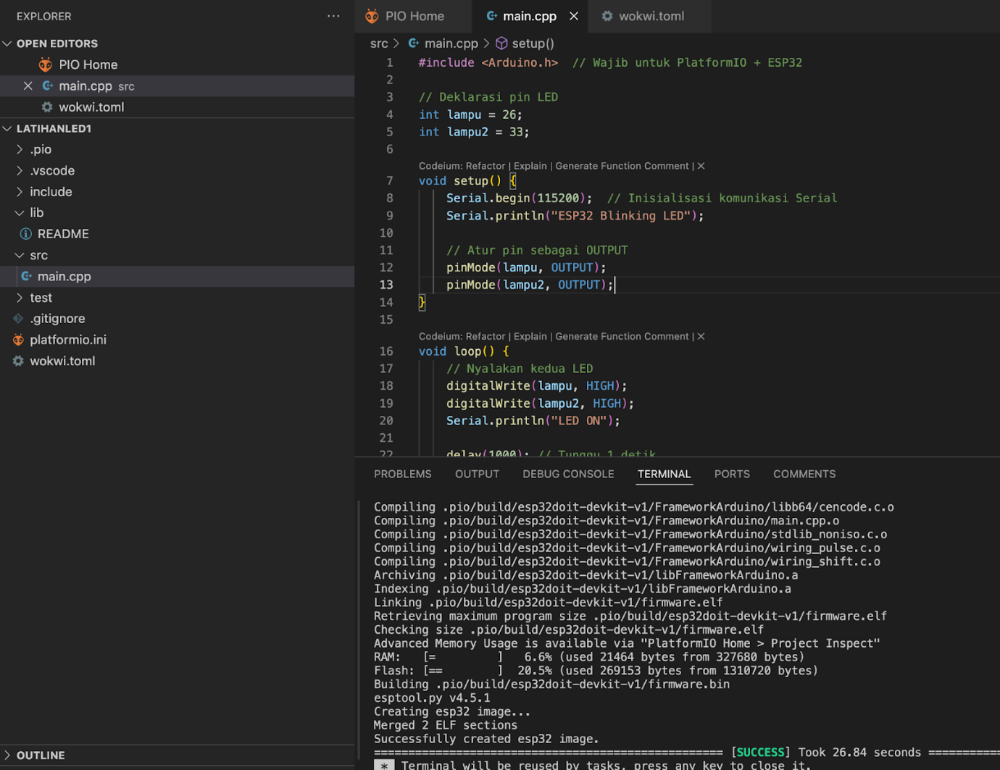 EXPLORER
···
OPEN EDITORS
PIO Home
main.cpp src
wokwi.toml
LATIHANLED1
.pio
.vscode
include
lib
README
src
main.cpp
test
.gitignore
platformio.ini
wokwi.toml
OUTLINE
PIO Home
main.cpp
wokwi.toml
src > main.cpp > setup()
1 #include <Arduino.h>  // Wajib untuk PlatformIO + ESP32
2
3 // Deklarasi pin LED
4 int lampu = 26;
5 int lampu2 = 33;
6
Codeium: Refactor | Explain | Generate Function Comment | ×
7 void setup() {
8 Serial.begin(115200);  // Inisialisasi komunikasi Serial
9 Serial.println("ESP32 Blinking LED");
10
11 // Atur pin sebagai OUTPUT
12 pinMode(lampu, OUTPUT);
13 pinMode(lampu2, OUTPUT);
14 }
15
Codeium: Refactor | Explain | Generate Function Comment | ×
16 void loop() {
17 // Nyalakan kedua LED
18 digitalWrite(lampu, HIGH);
19 digitalWrite(lampu2, HIGH);
20 Serial.println("LED ON");
21
22 delay(1000); // Tunggu 1 detik
PROBLEMS OUTPUT DEBUG CONSOLE TERMINAL PORTS COMMENTS
Compiling .pio/build/esp32doit-devkit-v1/FrameworkArduino/libb64/cencode.c.o
Compiling .pio/build/esp32doit-devkit-v1/FrameworkArduino/main.cpp.o
Compiling .pio/build/esp32doit-devkit-v1/FrameworkArduino/stdlib_noniso.c.o
Compiling .pio/build/esp32doit-devkit-v1/FrameworkArduino/wiring_pulse.c.o
Compiling .pio/build/esp32doit-devkit-v1/FrameworkArduino/wiring_shift.c.o
Archiving .pio/build/esp32doit-devkit-v1/libFrameworkArduino.a
Indexing .pio/build/esp32doit-devkit-v1/libFrameworkArduino.a
Linking .pio/build/esp32doit-devkit-v1/firmware.elf
Retrieving maximum program size .pio/build/esp32doit-devkit-v1/firmware.elf
Checking size .pio/build/esp32doit-devkit-v1/firmware.elf
Advanced Memory Usage is available via "PlatformIO Home > Project Inspect"
RAM:   [=         ]   6.6% (used 21464 bytes from 327680 bytes)
Flash: [==        ]  20.5% (used 269153 bytes from 1310720 bytes)
Building .pio/build/esp32doit-devkit-v1/firmware.bin
esptool.py v4.5.1
Creating esp32 image...
Merged 2 ELF sections
Successfully created esp32 image.
=================================================== [SUCCESS] Took 26.84 seconds ===========
* Terminal will be reused by tasks, press any key to close it.